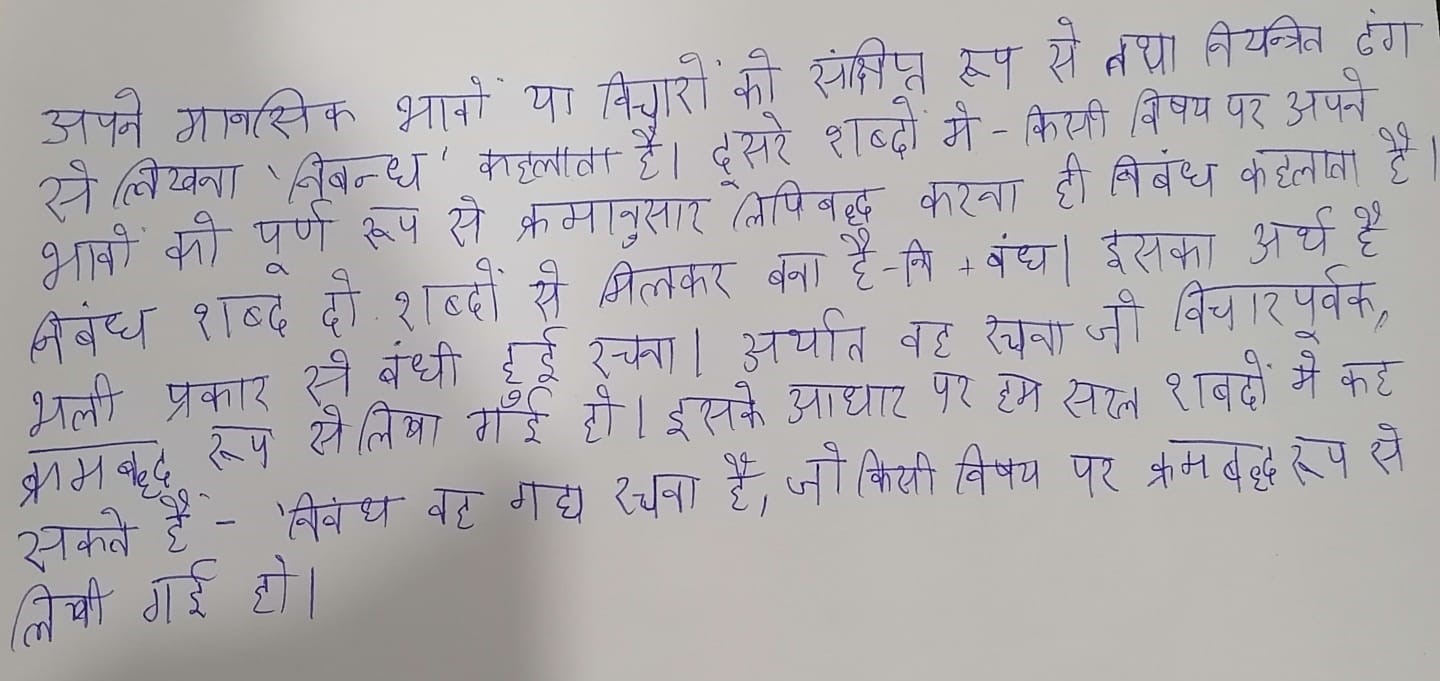 अपने मानसिक भावों या विचारों को संक्षिप्त रूप से तथा नियन्त्रित ढंग
से लिखना 'निबन्ध' कहलाता है। दूसरे शब्दों में - किसी विषय पर अपने
भावों को पूर्ण रूप से क्रमानुसार लिपिबद्ध करना ही निबंध कहलाता है।
निबंध शब्द दो शब्दों से मिलकर बना है - नि + बंध। इसका अर्थ है
भली प्रकार से बंधी हुई रचना। अर्थात वह रचना जो विचारपूर्वक,
क्रमबद्ध रूप से लिखा गई हो। इसके आधार पर हम सरल शबदों में कह
सकते हैं - 'निबंध वह गद्य रचना है, जो किसी विषय पर क्रमबद्ध रूप से
लिखी गई हो।